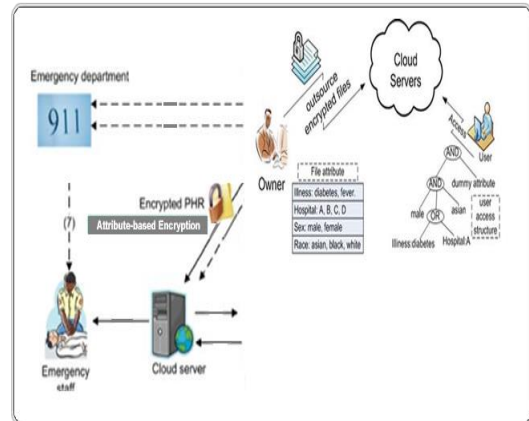 Emergency department
911
(7)
Encrypted PHR
Attribute-based Encryption
Emergency
staff
Cloud server
outsource
encrypted files
Cloud
Servers
Owner
File attribute
Illness: diabetes, fever.
Hospital: A, B, C, D
Sex: male, female
Race: asian, black, white
Access
User
AND
AND
dummy attribute
male
asian
OR
Illness:diabetes
Hospital:A
user
access
structure